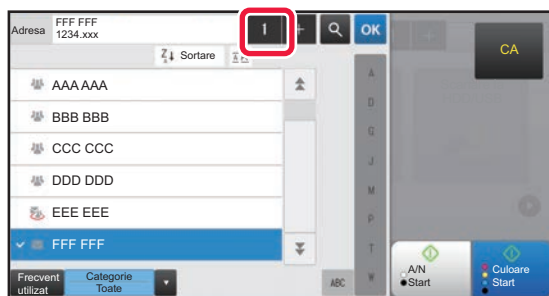 Adresa
FFF FFF
1234.xxx
1
+
OK
CA
Z↓A Sortare
AAA AAA
BBB BBB
CCC CCC
DDD DDD
EEE EEE
FFF FFF
A
D
G
J
M
P
T
W
Frecvent
utilizat
Categorie
Toate
ABC
A/N
Start
Culoare
Start